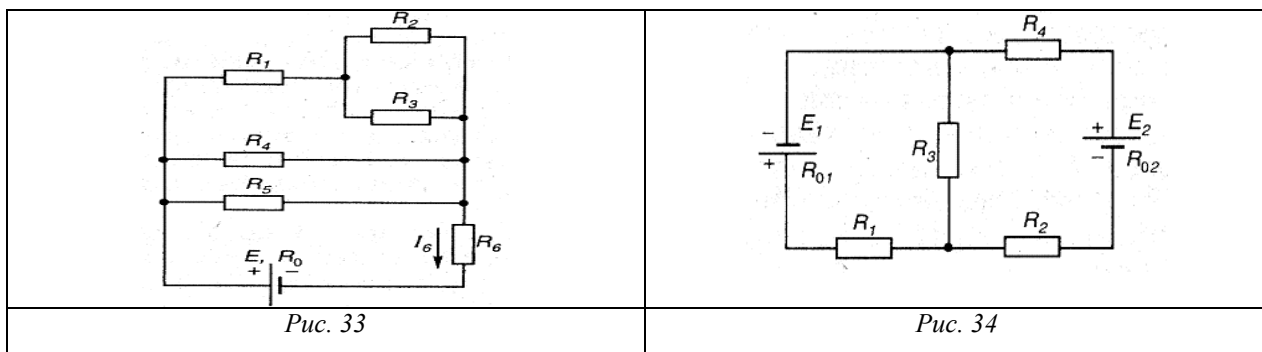 R2
R1
R3
R4
R5
I6
R6
E, R0
+ −
Рис. 33
R4
− E1
+ R01
R3
+ E2
− R02
R1
R2
Рис. 34